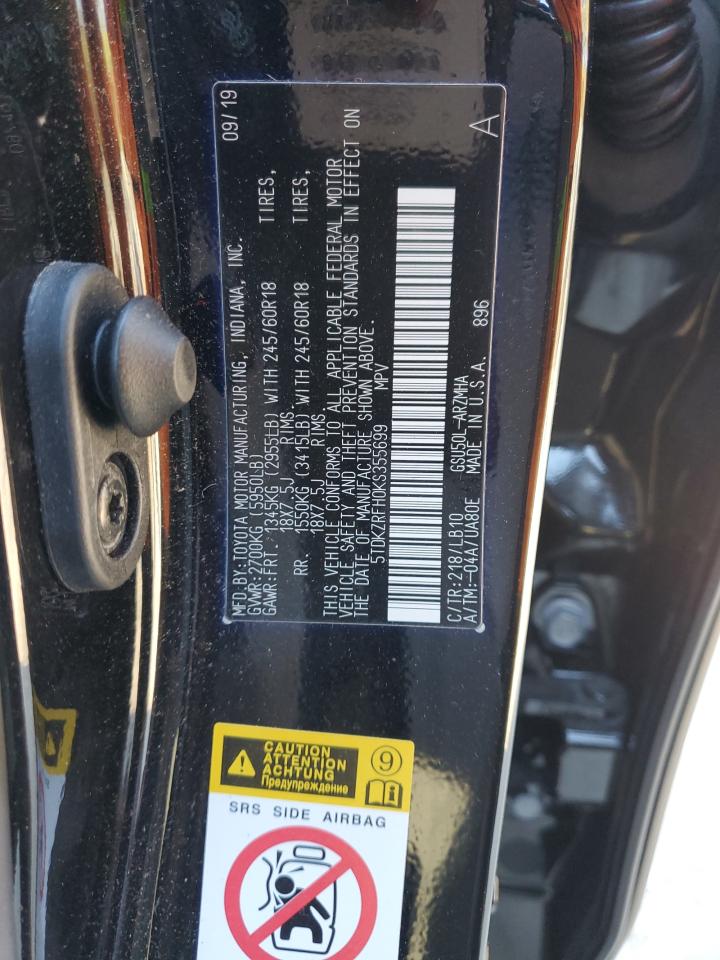 MFD.BY:TOYOTA MOTOR MANUFACTURING, INDIANA, INC. 09/19
GVWR:2700KG (5950LB)
GAWR:FRT. 1345KG (2955LB) WITH 245/60R18 TIRES,
18X7.5J RIMS,
RR. 1550KG (3415LB) WITH 245/60R18 TIRES,
18X7.5J RIMS,
THIS VEHICLE CONFORMS TO ALL APPLICABLE FEDERAL MOTOR
VEHICLE SAFETY AND THEFT PREVENTION STANDARDS IN EFFECT ON
THE DATE OF MANUFACTURE SHOWN ABOVE.
5TDKZRFH0KS355699 MPV
C/TR:218/LB10 GSU50L-ARZMHA A
A/TM:-04A/UA80E MADE IN U.S.A. 896
CAUTION
ATTENTION
ACHTUNG
Предупреждение
9
SRS SIDE AIRBAG